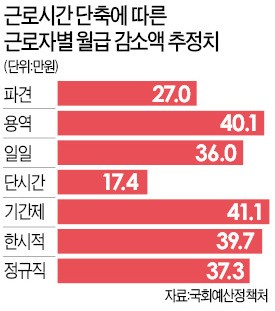 근로시간 단축에 따른
근로자별 월급 감소액 추정치
(단위:만원)
파견 27.0
용역 40.1
일일 36.0
단시간 17.4
기간제 41.1
한시적 39.7
정규직 37.3
자료:국회예산정책처